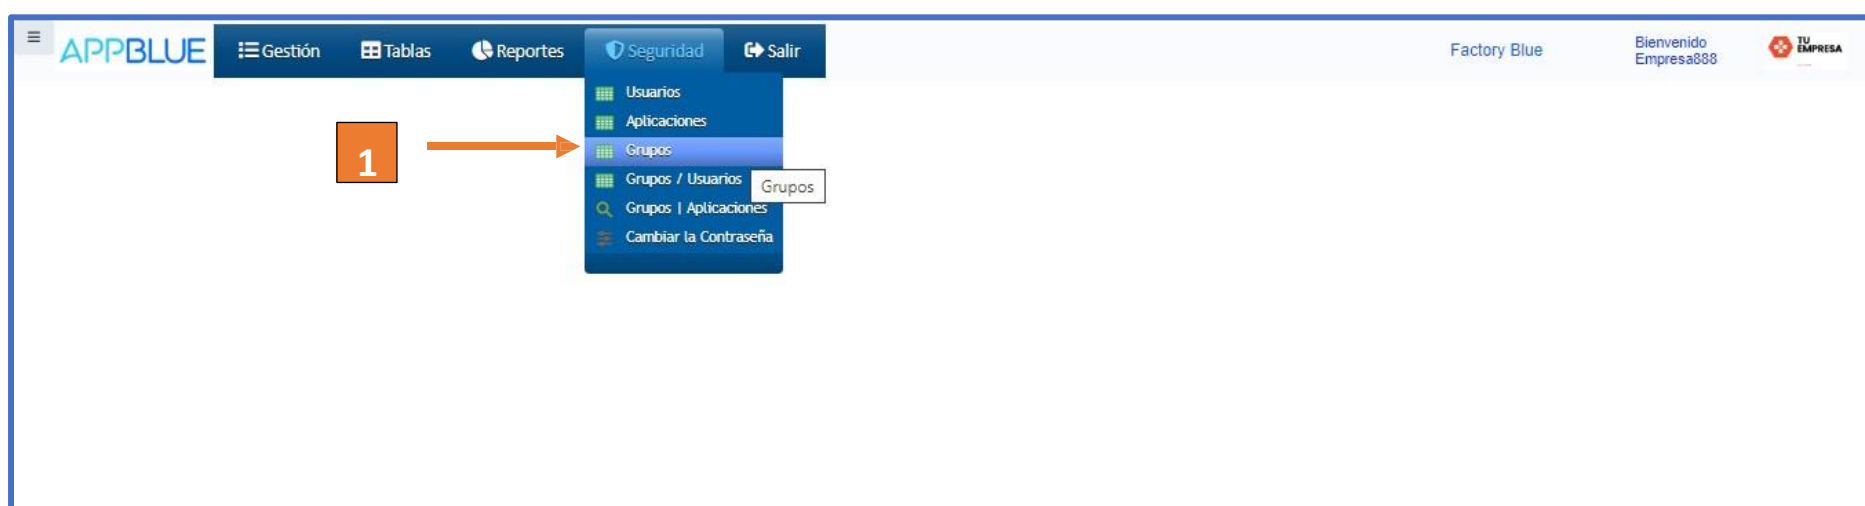 ≡ APPBLUE Gestión Tablas Reportes Seguridad Salir Factory Blue Bienvenido
Empresa888
TU
EMPRESA
Usuarios
Aplicaciones
1
Grupos
Grupos / Usuarios
Grupos
Grupos | Aplicaciones
Cambiar la Contraseña